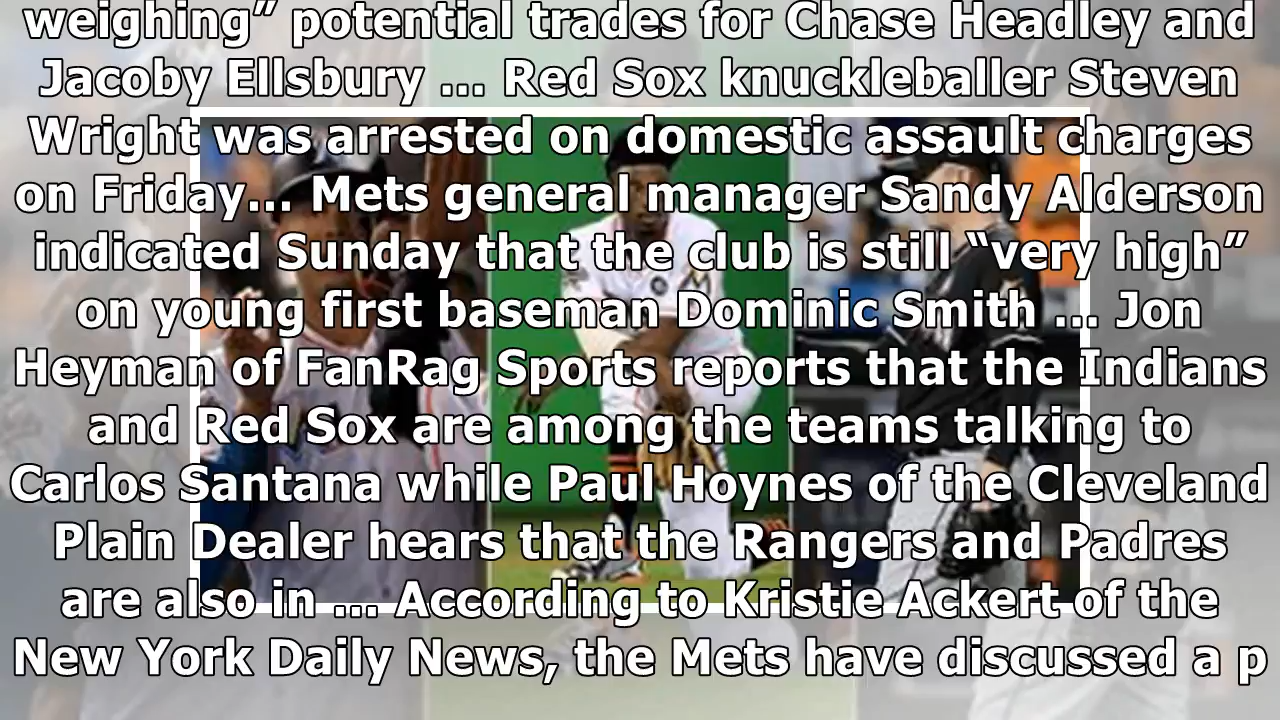 weighing” potential trades for Chase Headley and
Jacoby Ellsbury ... Red Sox knuckleballer Steven
Wright was arrested on domestic assault charges
on Friday... Mets general manager Sandy Alderson
indicated Sunday that the club is still “very high”
on young first baseman Dominic Smith ... Jon
Heyman of FanRag Sports reports that the Indians
and Red Sox are among the teams talking to
Carlos Santana while Paul Hoynes of the Cleveland
Plain Dealer hears that the Rangers and Padres
are also in ... According to Kristie Ackert of the
New York Daily News, the Mets have discussed a p